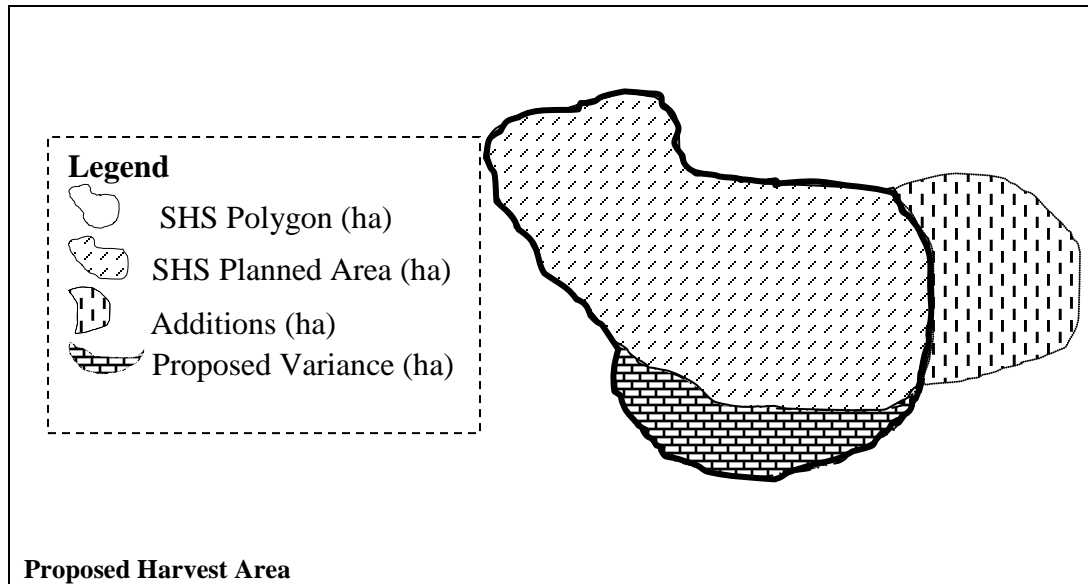 Legend
SHS Polygon (ha)
SHS Planned Area (ha)
Additions (ha)
Proposed Variance (ha)
Proposed Harvest Area